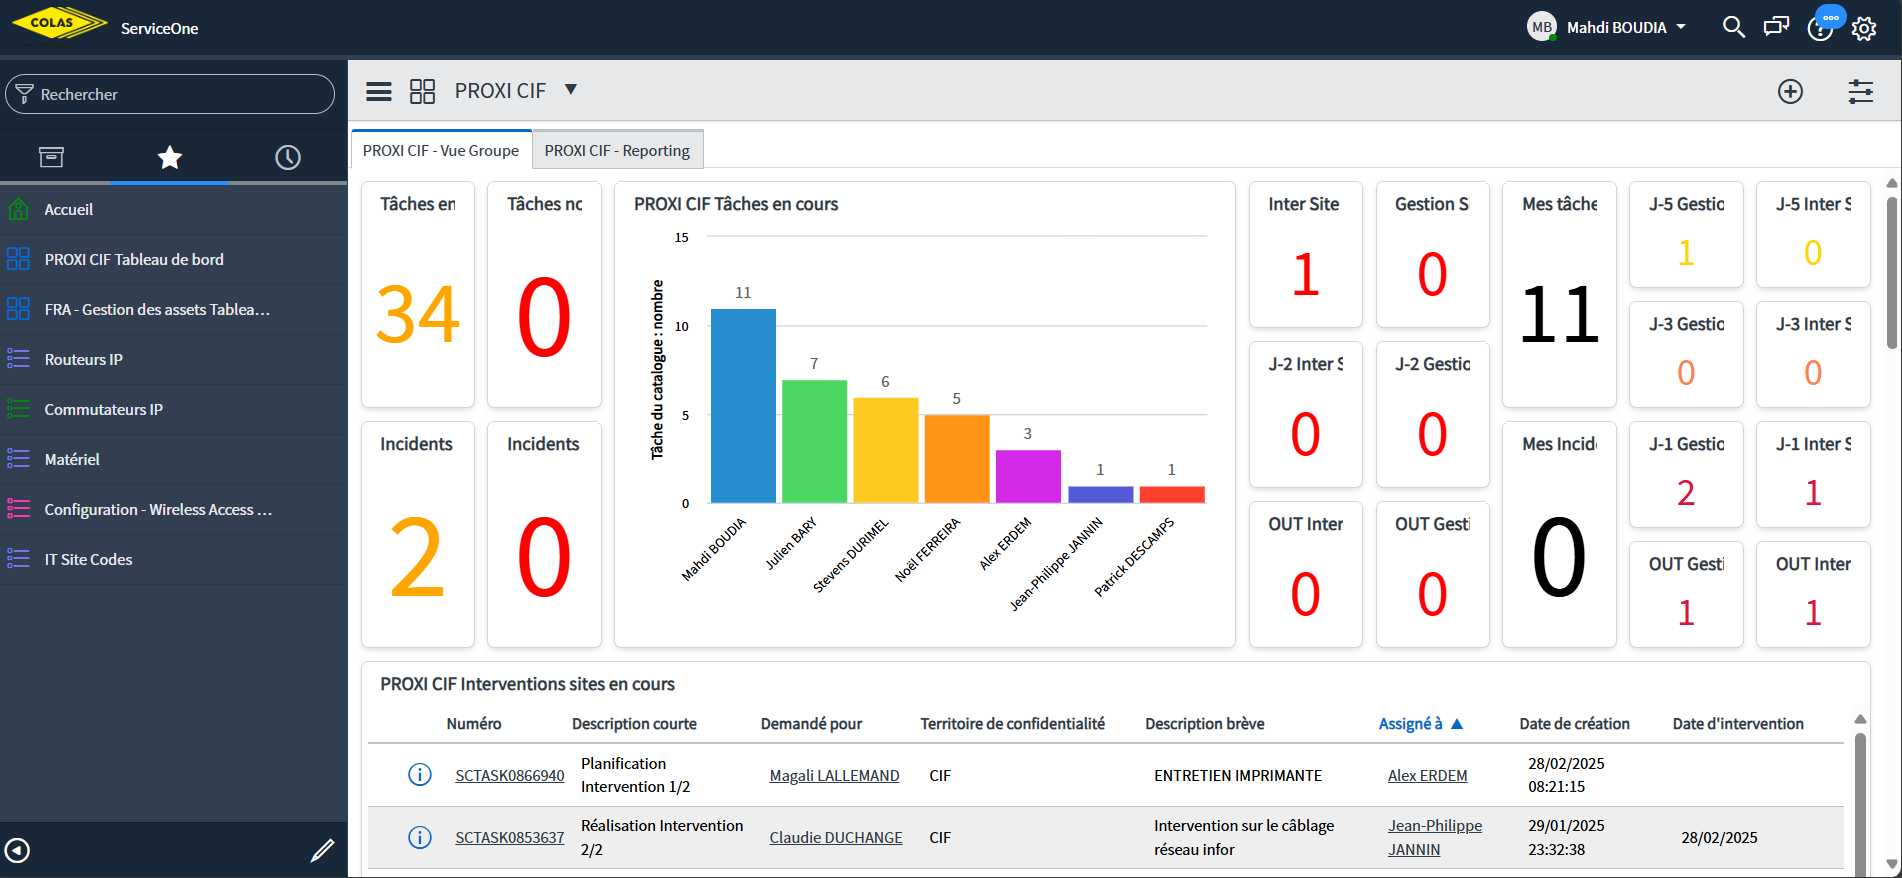 COLAS
ServiceOne
MB
Mahdi BOUDIA
Rechercher
PROXI CIF
PROXI CIF - Vue Groupe
PROXI CIF - Reporting
Accueil
PROXI CIF Tableau de bord
FRA - Gestion des assets Tablea…
Routeurs IP
Commutateurs IP
Matériel
Configuration - Wireless Access …
IT Site Codes
Tâches en
34
Tâches no
0
Incidents
2
Incidents
0
PROXI CIF Tâches en cours
Tâche du catalogue : nombre
15
10
5
0
11
7
6
5
3
1
1
Mahdi BOUDIA
Julien BARY
Stevens DURIMEL
Noël FERREIRA
Alex ERDEM
Jean-Philippe JANNIN
Patrick DESCAMPS
Inter Site
1
Gestion S
0
J-2 Inter S
0
J-2 Gestio
0
OUT Inter
0
OUT Gesti
0
Mes tâche
11
Mes Incid
0
J-5 Gestio
1
J-5 Inter S
0
J-3 Gestio
0
J-3 Inter S
0
J-1 Gestio
2
J-1 Inter S
1
OUT Gesti
1
OUT Inter
1
PROXI CIF Interventions sites en cours
Numéro Description courte Demandé pour Territoire de confidentialité Description brève Assigné à Date de création Date d'intervention
SCTASK0866940 Planification Intervention 1/2 Magali LALLEMAND CIF ENTRETIEN IMPRIMANTE Alex ERDEM 28/02/2025 08:21:15
SCTASK0853637 Réalisation Intervention 2/2 Claudie DUCHANGE CIF Intervention sur le câblage réseau infor Jean-Philippe JANNIN 29/01/2025 23:32:38 28/02/2025